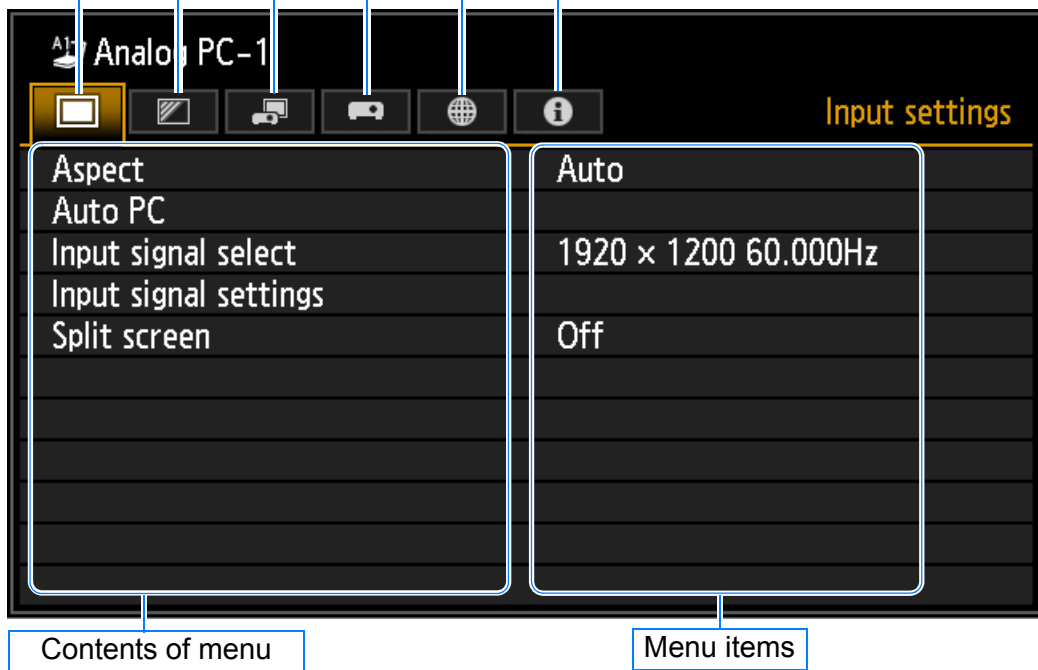 A1 Analog PC-1
Input settings
Aspect Auto
Auto PC
Input signal select 1920 × 1200 60.000Hz
Input signal settings
Split screen Off
Contents of menu Menu items